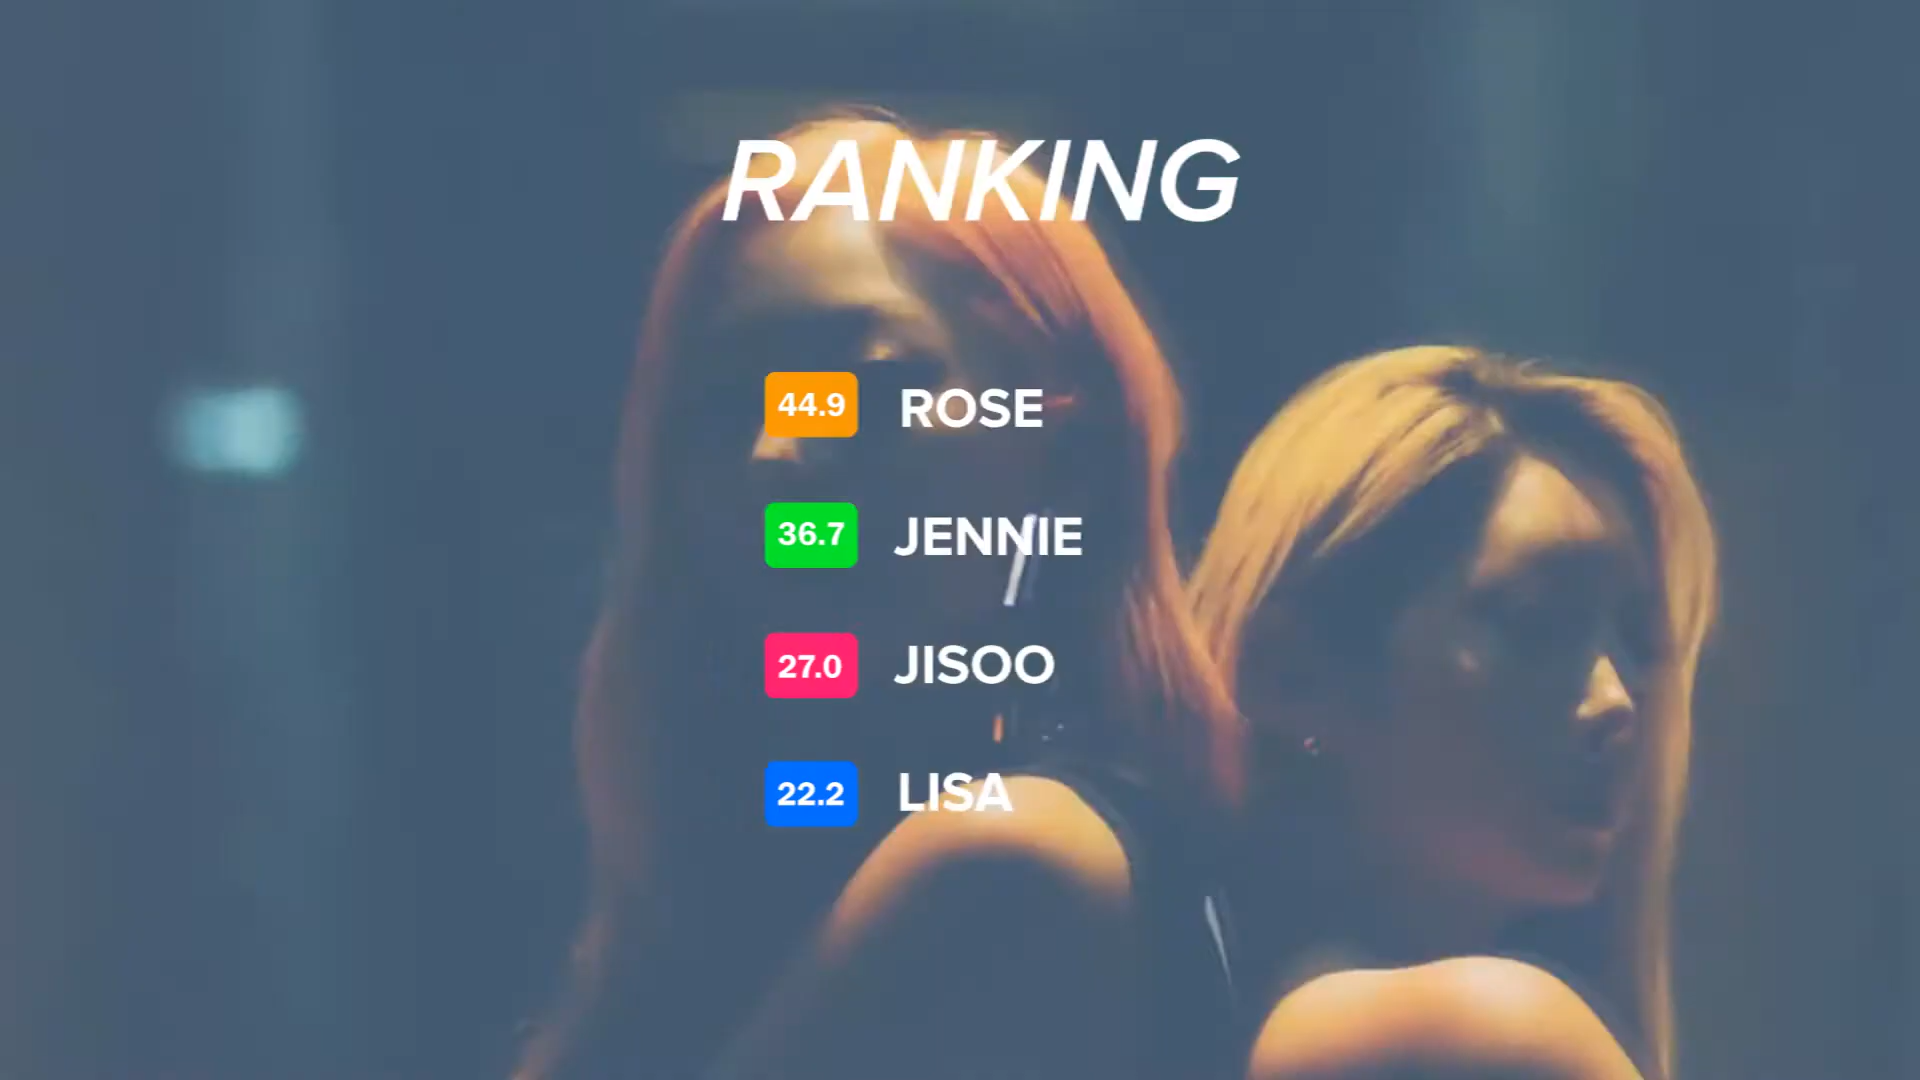 RANKING
44.9 ROSE
36.7 JENNIE
27.0 JISOO
22.2 LISA